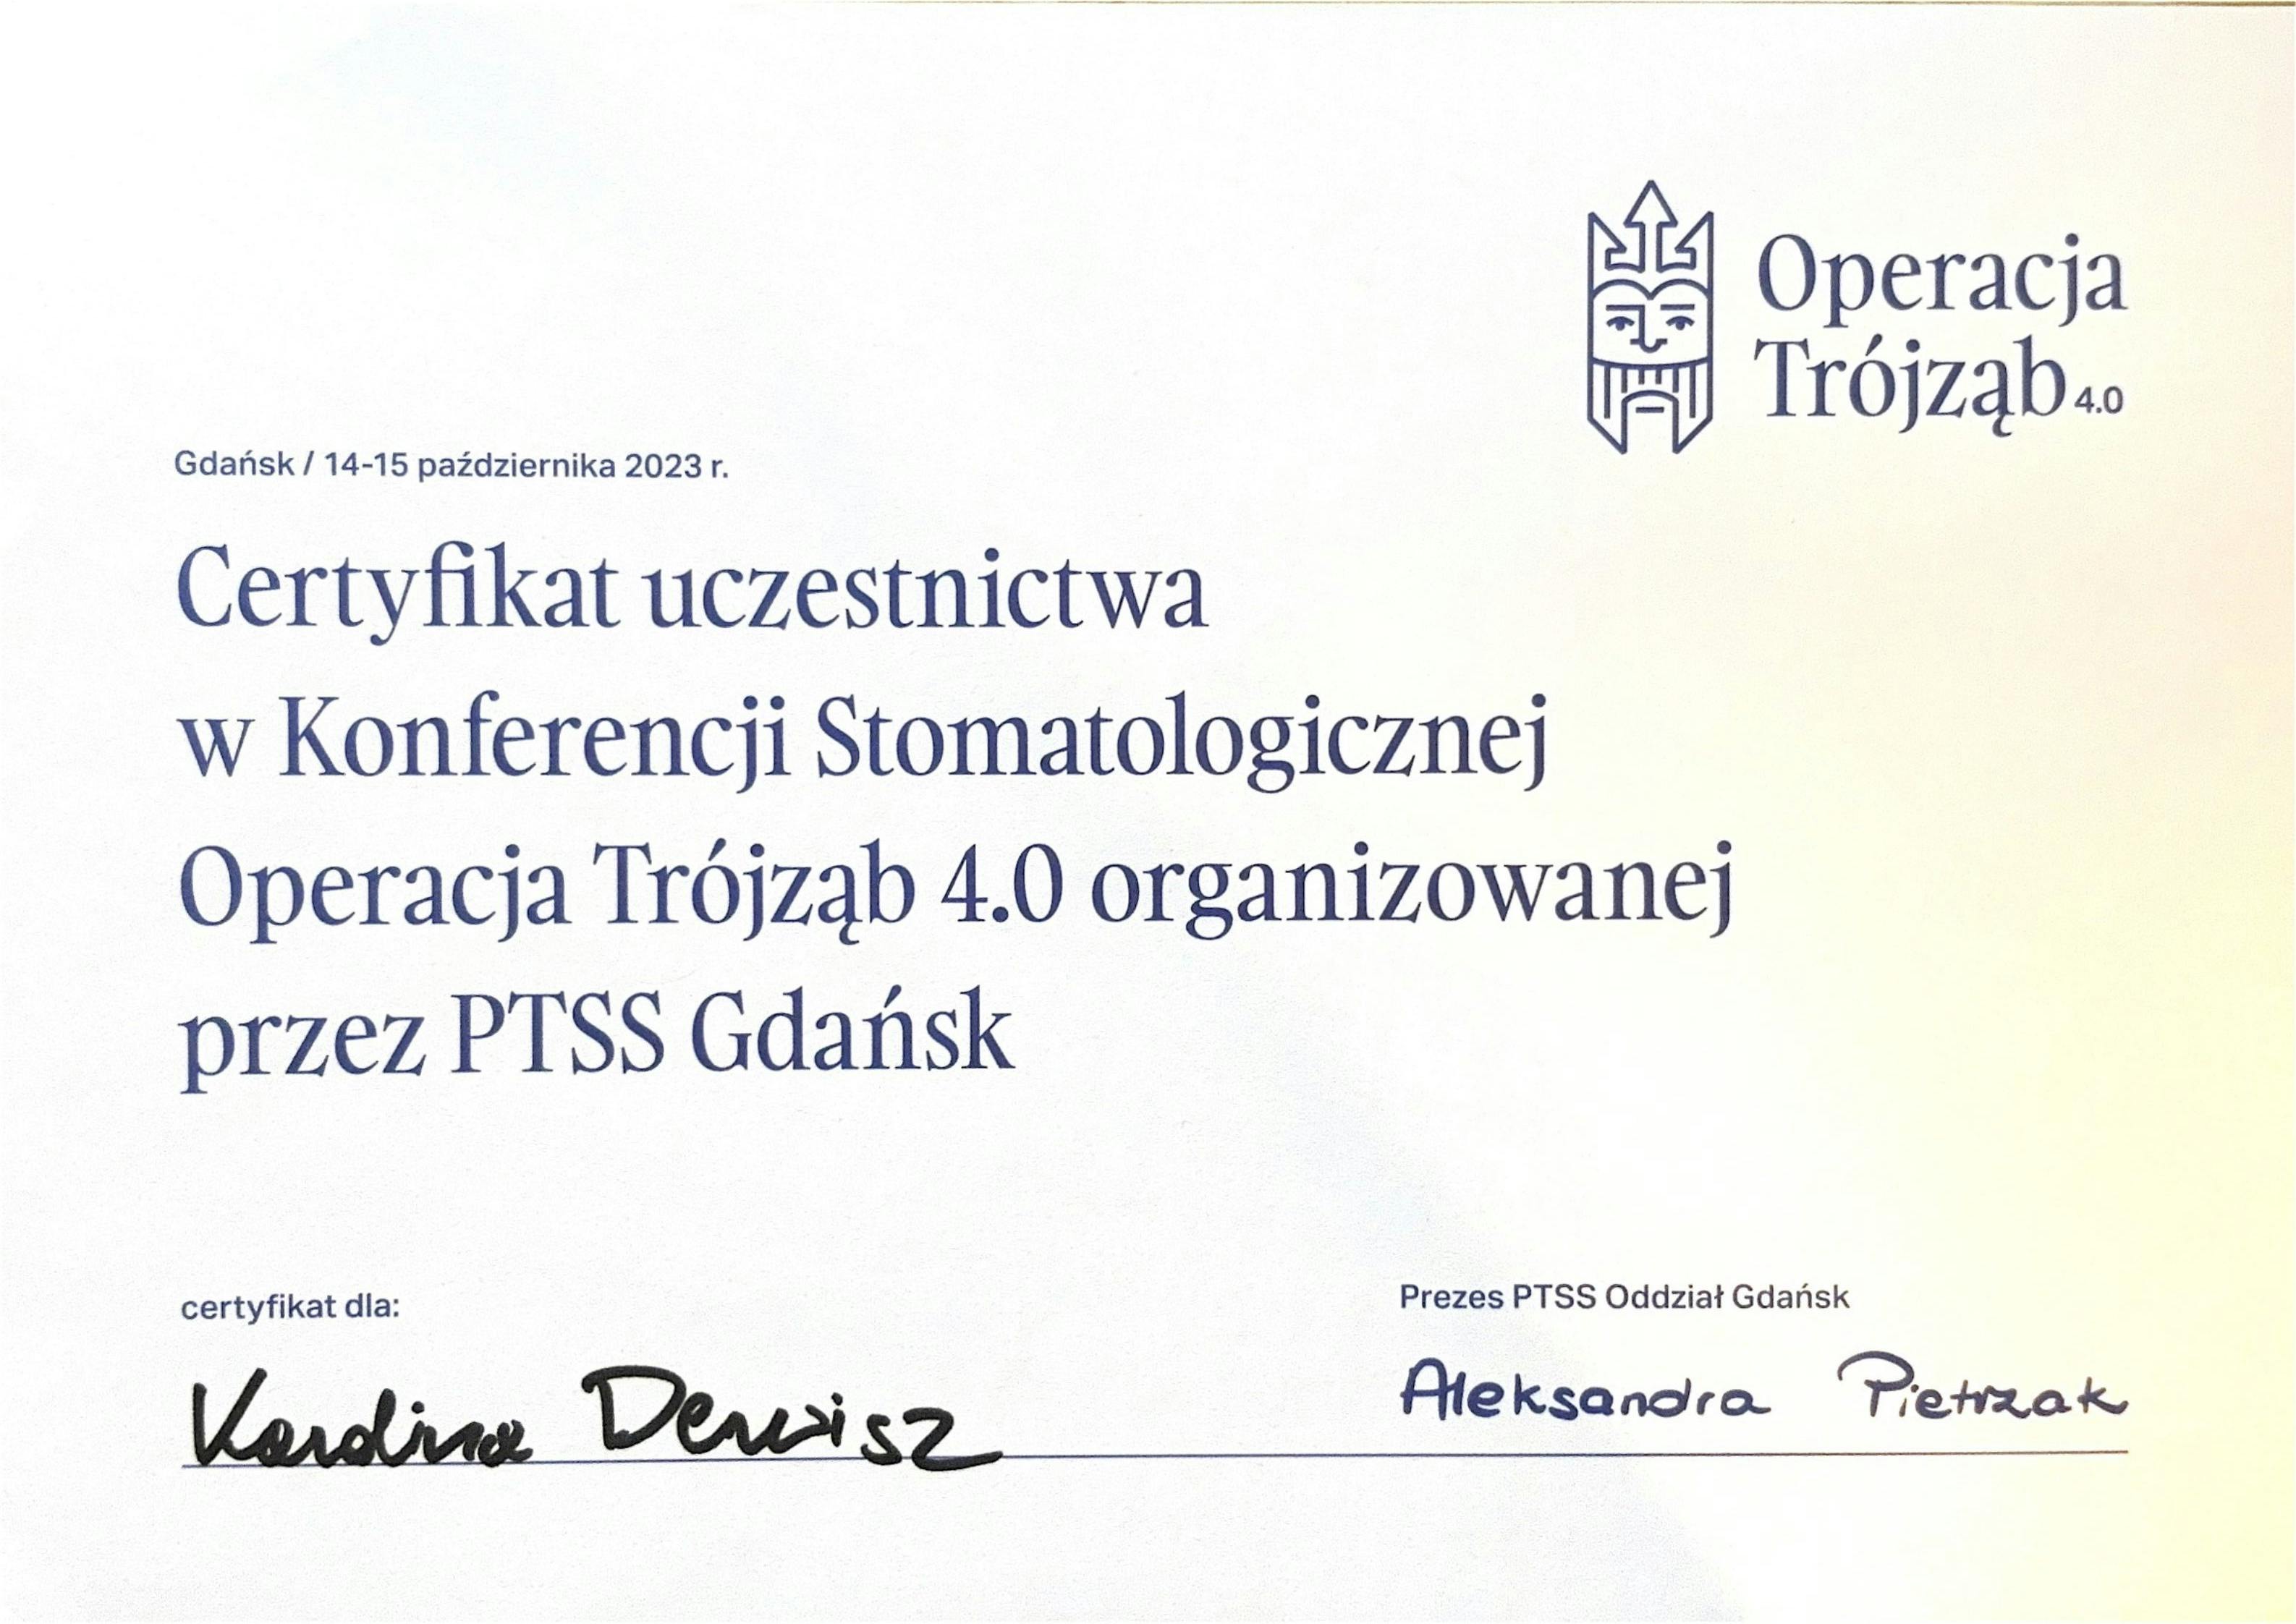 Operacja
Trójząb 4.0
Gdańsk / 14-15 października 2023 r.
Certyfikat uczestnictwa
w Konferencji Stomatologicznej
Operacja Trójząb 4.0 organizowanej
przez PTSS Gdańsk
certyfikat dla:
Karolina Derwisz
Prezes PTSS Oddział Gdańsk
Aleksandra Pietrzak